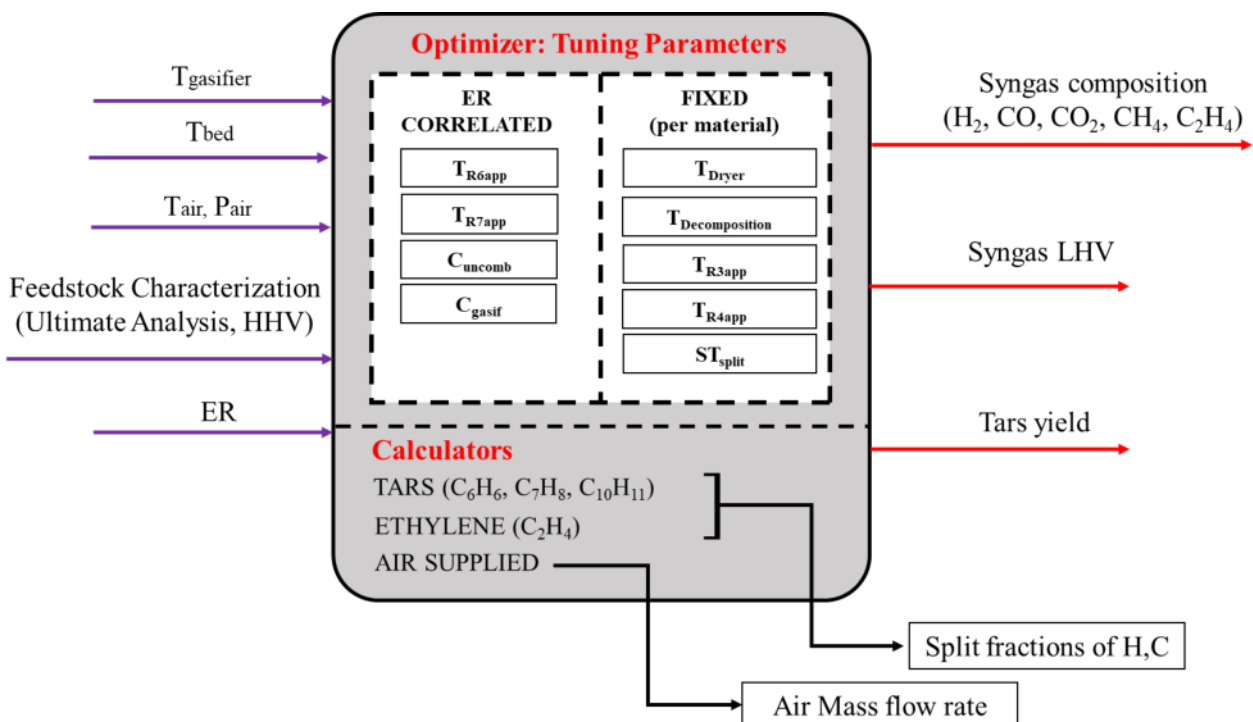 Optimizer: Tuning Parameters
Tgasifier
Tbed
Tair, Pair
Feedstock Characterization
(Ultimate Analysis, HHV)
ER
ER
CORRELATED
TR6app
TR7app
Cuncomb
Cgasif
FIXED
(per material)
TDryer
TDecomposition
TR3app
TR4app
STsplit
Calculators
TARS (C6H6, C7H8, C10H11)
ETHYLENE (C2H4)
AIR SUPPLIED
Syngas composition
(H2, CO, CO2, CH4, C2H4)
Syngas LHV
Tars yield
Split fractions of H,C
Air Mass flow rate